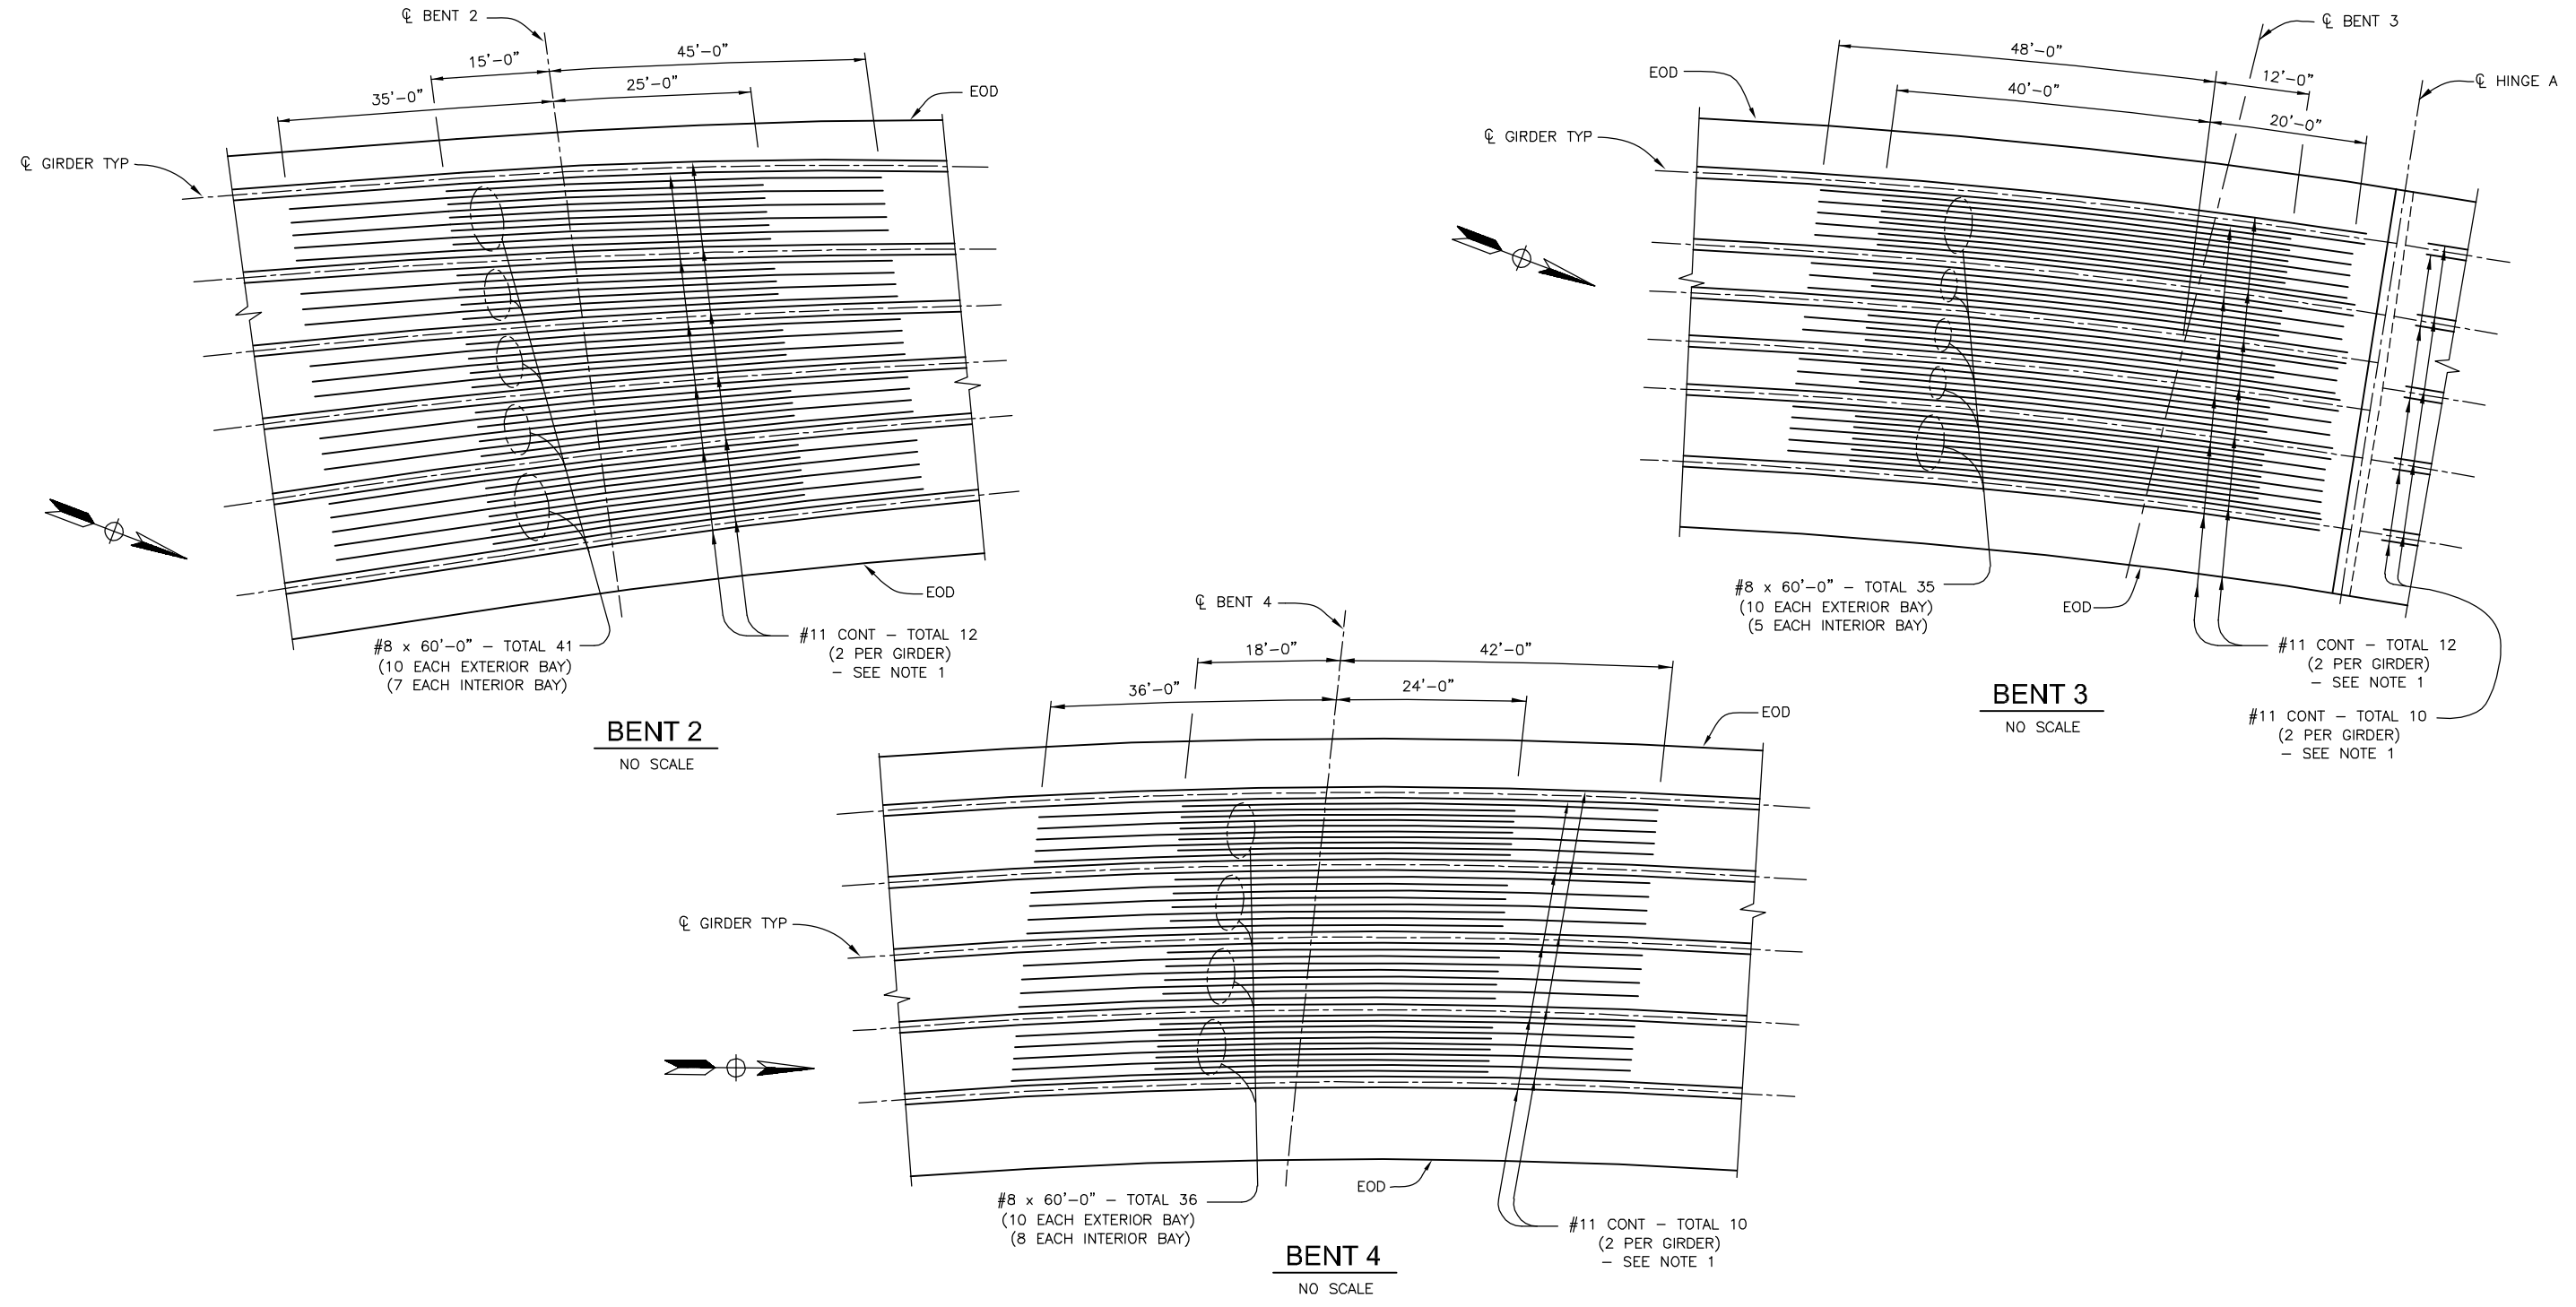 ℄ BENT 2
15'-0"
45'-0"
35'-0"
25'-0"
EOD
℄ GIRDER TYP
EOD
#8 x 60'-0" - TOTAL 41
(10 EACH EXTERIOR BAY)
(7 EACH INTERIOR BAY)
#11 CONT - TOTAL 12
(2 PER GIRDER)
- SEE NOTE 1
BENT 2
NO SCALE
℄ BENT 3
48'-0"
12'-0"
EOD
40'-0"
20'-0"
℄ HINGE A
℄ GIRDER TYP
#8 x 60'-0" - TOTAL 35
(10 EACH EXTERIOR BAY)
(5 EACH INTERIOR BAY)
EOD
#11 CONT - TOTAL 12
(2 PER GIRDER)
- SEE NOTE 1
#11 CONT - TOTAL 10
(2 PER GIRDER)
- SEE NOTE 1
BENT 3
NO SCALE
℄ BENT 4
18'-0"
42'-0"
36'-0"
24'-0"
EOD
℄ GIRDER TYP
EOD
#8 x 60'-0" - TOTAL 36
(10 EACH EXTERIOR BAY)
(8 EACH INTERIOR BAY)
#11 CONT - TOTAL 10
(2 PER GIRDER)
- SEE NOTE 1
BENT 4
NO SCALE